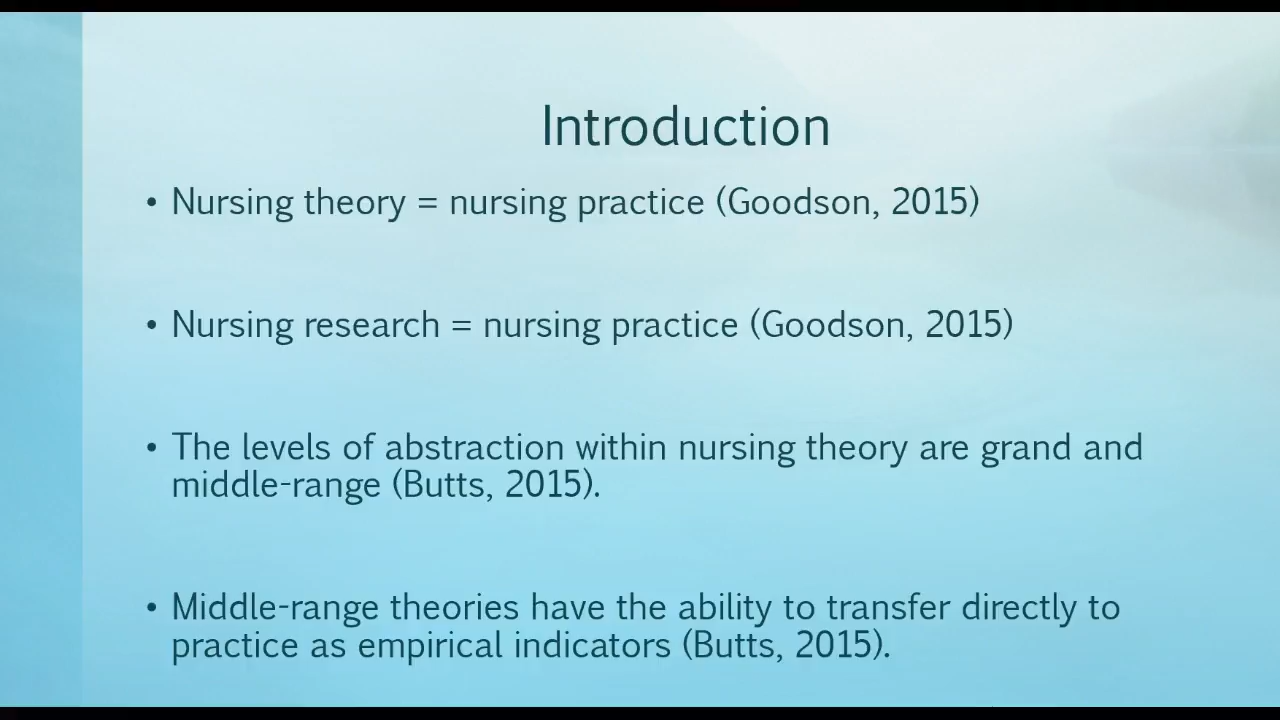 Introduction
• Nursing theory = nursing practice (Goodson, 2015)
• Nursing research = nursing practice (Goodson, 2015)
• The levels of abstraction within nursing theory are grand and
middle-range (Butts, 2015).
• Middle-range theories have the ability to transfer directly to
practice as empirical indicators (Butts, 2015).